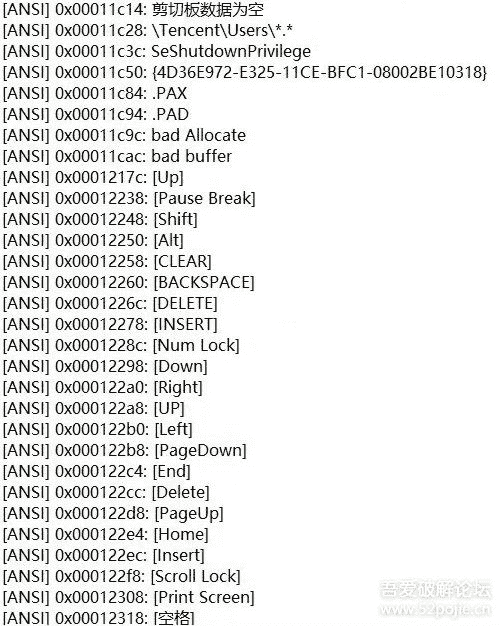 [ANSI] 0x00011c14: 剪切板数据为空
[ANSI] 0x00011c28: \Tencent\Users\*.*
[ANSI] 0x00011c3c: SeShutdownPrivilege
[ANSI] 0x00011c50: {4D36E972-E325-11CE-BFC1-08002BE10318}
[ANSI] 0x00011c84: .PAX
[ANSI] 0x00011c94: .PAD
[ANSI] 0x00011c9c: bad Allocate
[ANSI] 0x00011cac: bad buffer
[ANSI] 0x0001217c: [Up]
[ANSI] 0x00012238: [Pause Break]
[ANSI] 0x00012248: [Shift]
[ANSI] 0x00012250: [Alt]
[ANSI] 0x00012258: [CLEAR]
[ANSI] 0x00012260: [BACKSPACE]
[ANSI] 0x0001226c: [DELETE]
[ANSI] 0x00012278: [INSERT]
[ANSI] 0x0001228c: [Num Lock]
[ANSI] 0x00012298: [Down]
[ANSI] 0x000122a0: [Right]
[ANSI] 0x000122a8: [UP]
[ANSI] 0x000122b0: [Left]
[ANSI] 0x000122b8: [PageDown]
[ANSI] 0x000122c4: [End]
[ANSI] 0x000122cc: [Delete]
[ANSI] 0x000122d8: [PageUp]
[ANSI] 0x000122e4: [Home]
[ANSI] 0x000122ec: [Insert]
[ANSI] 0x000122f8: [Scroll Lock]
[ANSI] 0x00012308: [Print Screen]
[ANSI] 0x00012318: [空格]
吾爱破解论坛
www.52pojie.cn